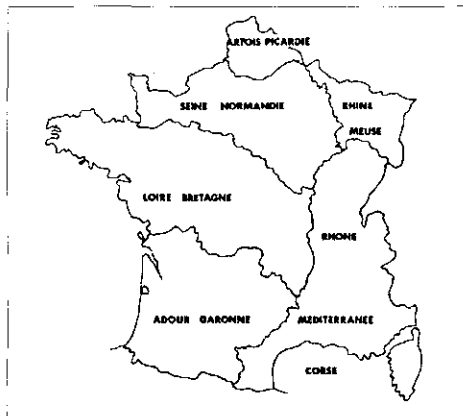 ARTOIS PICARDIE
SEINE NORMANDIE
RHINE
MEUSE
LOIRE BRETAGNE
RHONE
ADOUR GARONNE
MEDITERRANEE
CORSE